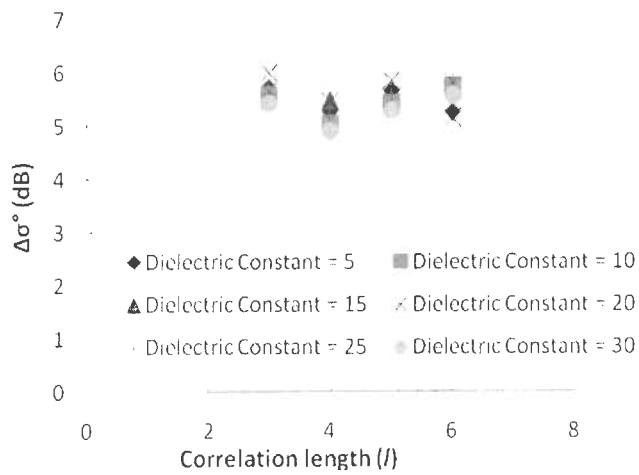 7
6
5
4
3
2
1
0
Δσ° (dB)
◆ Dielectric Constant = 5
■ Dielectric Constant = 10
▲ Dielectric Constant = 15
× Dielectric Constant = 20
· Dielectric Constant = 25
● Dielectric Constant = 30
0 2 4 6 8
Correlation length (l)